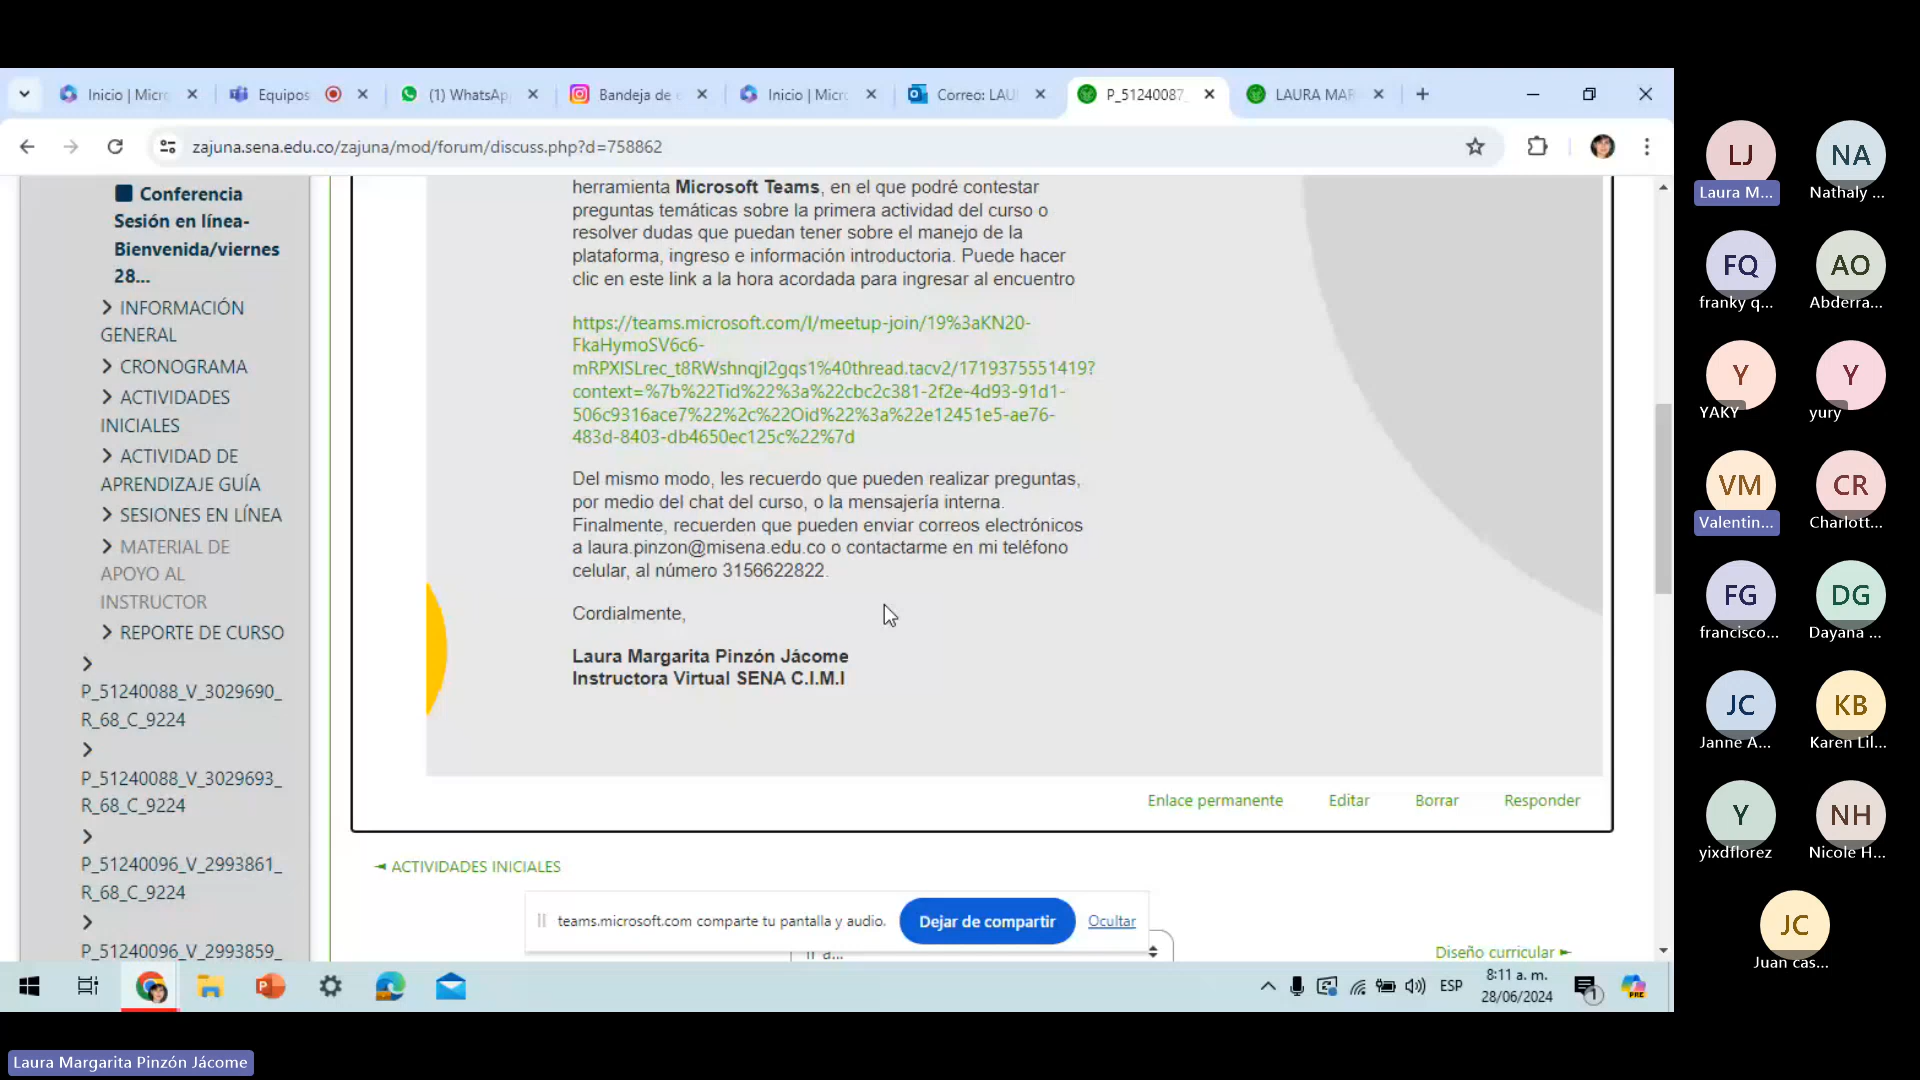 Inicio | Micro
Equipos
(1) WhatsAp
Bandeja de
Inicio | Micro
Correo: LAU
P_51240087_
LAURA MAR
zajuna.sena.edu.co/zajuna/mod/forum/discuss.php?d=758862
Conferencia
Sesión en línea-
Bienvenida/viernes
28...
INFORMACIÓN
GENERAL
CRONOGRAMA
ACTIVIDADES
INICIALES
ACTIVIDAD DE
APRENDIZAJE GUÍA
SESIONES EN LÍNEA
MATERIAL DE
APOYO AL
INSTRUCTOR
REPORTE DE CURSO
P_51240088_V_3029690_
R_68_C_9224
P_51240088_V_3029693_
R_68_C_9224
P_51240096_V_2993861_
R_68_C_9224
P_51240096_V_2993859_
herramienta Microsoft Teams, en el que podré contestar
preguntas temáticas sobre la primera actividad del curso o
resolver dudas que puedan tener sobre el manejo de la
plataforma, ingreso e información introductoria. Puede hacer
clic en este link a la hora acordada para ingresar al encuentro
https://teams.microsoft.com/l/meetup-join/19%3aKN20-
FkaHymoSV6c6-
mRPXlSLrec_t8RWshnqjl2gqs1%40thread.tacv2/1719375551419?
context=%7b%22Tid%22%3a%22cbc2c381-2f2e-4d93-91d1-
506c9316ace7%22%2c%22Oid%22%3a%22e12451e5-ae76-
483d-8403-db4650ec125c%22%7d
Del mismo modo, les recuerdo que pueden realizar preguntas,
por medio del chat del curso, o la mensajería interna.
Finalmente, recuerden que pueden enviar correos electrónicos
a laura.pinzon@misena.edu.co o contactarme en mi teléfono
celular, al número 3156622822.
Cordialmente,
Laura Margarita Pinzón Jácome
Instructora Virtual SENA C.I.M.I
Enlace permanente Editar Borrar Responder
◄ ACTIVIDADES INICIALES
teams.microsoft.com comparte tu pantalla y audio. Dejar de compartir Ocultar
Ir a...
Diseño curricular ►
ESP
8:11 a. m.
28/06/2024
1
PRE
LJ
Laura M...
NA
Nathaly ...
FQ
franky q...
AO
Abderra...
Y
YAKY
Y
yury
VM
Valentin...
CR
Charlott...
FG
francisco...
DG
Dayana ...
JC
Janne A...
KB
Karen Lil...
Y
yixdflorez
NH
Nicole H...
JC
Juan cas...
Laura Margarita Pinzón Jácome